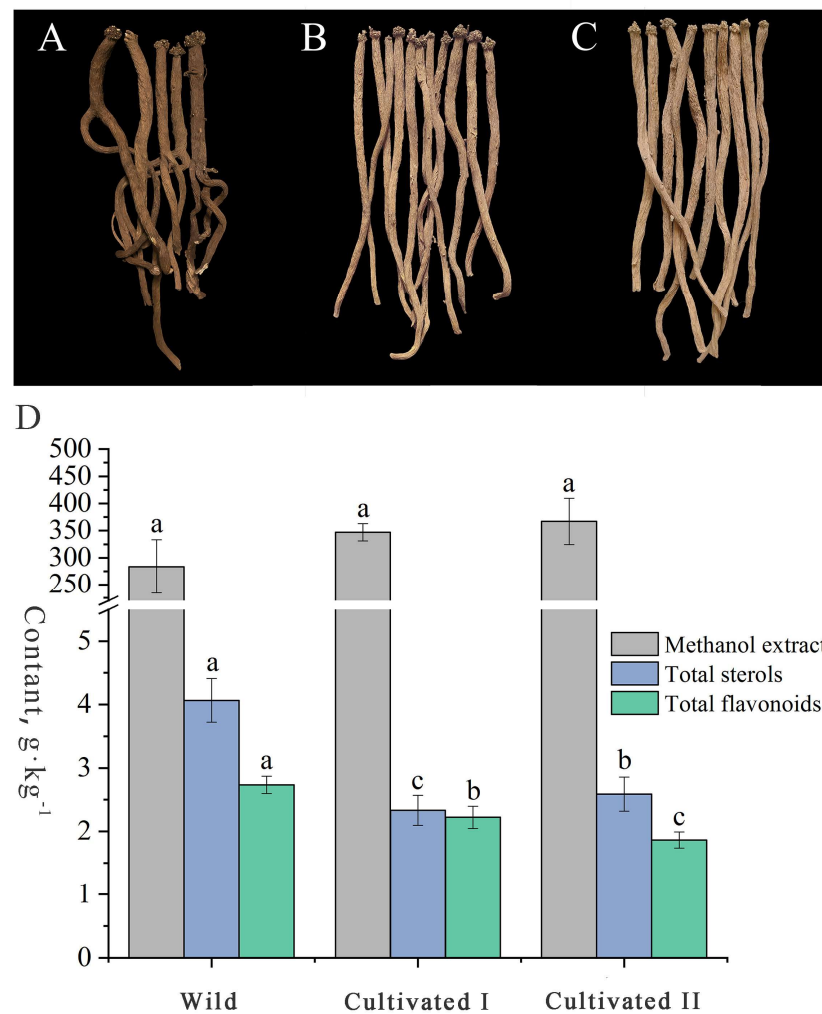 A B C
D
500
450
400
350
300
250
5
4
3
2
1
0
Contant, g·kg-1
a
a
a
a
c
b
a
b
c
Methanol extract
Total sterols
Total flavonoids
Wild Cultivated I Cultivated II